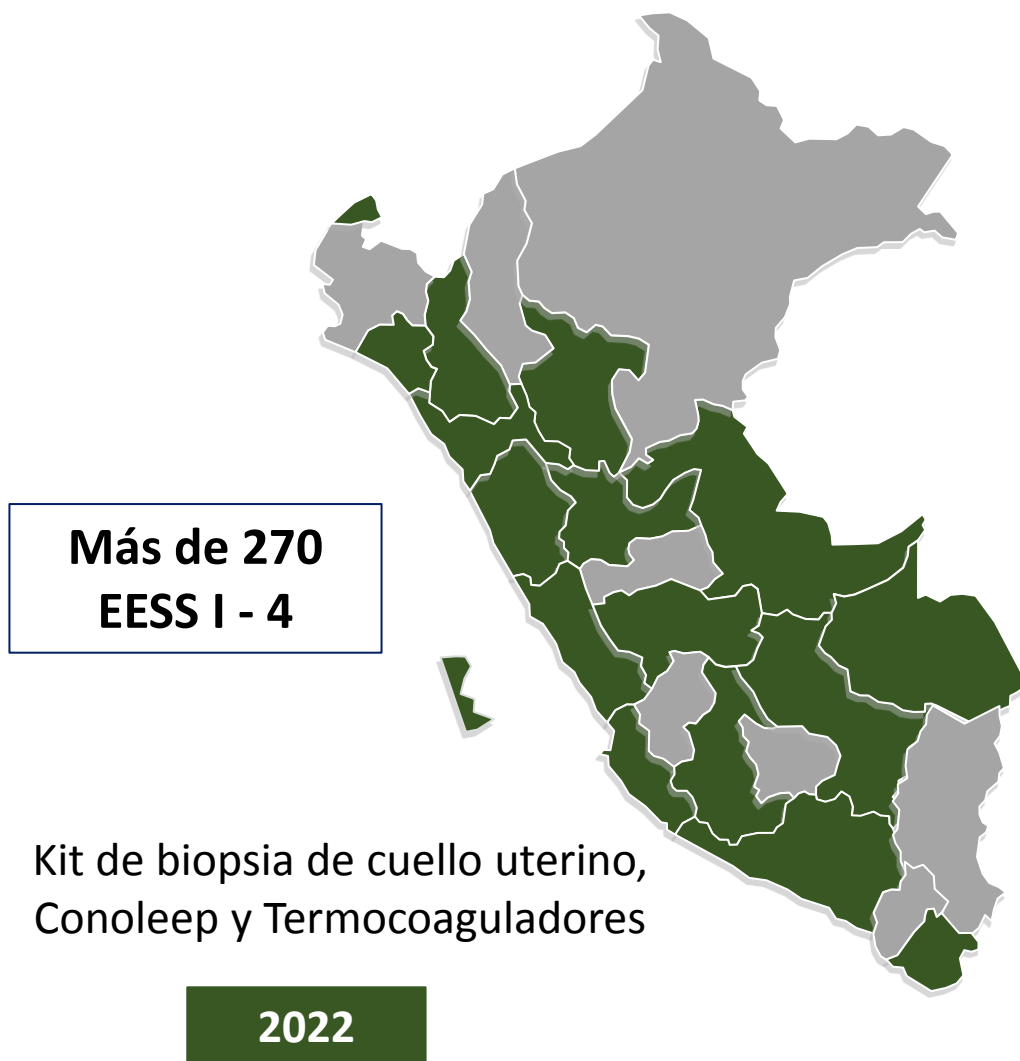 Más de 270
EESS I - 4
Kit de biopsia de cuello uterino,
Conoleep y Termocoaguladores
2022